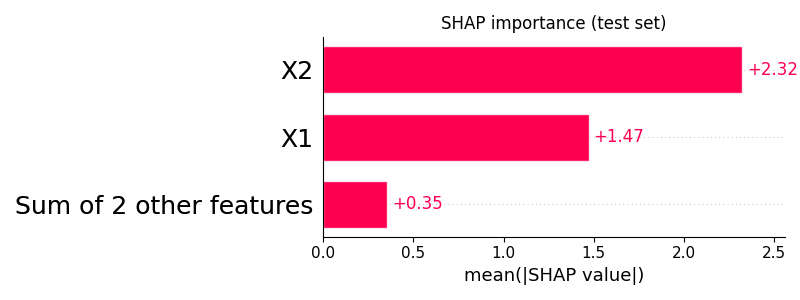 SHAP importance (test set)
X2
+2.32
X1
+1.47
Sum of 2 other features
+0.35
0.0 0.5 1.0 1.5 2.0 2.5
mean(|SHAP value|)